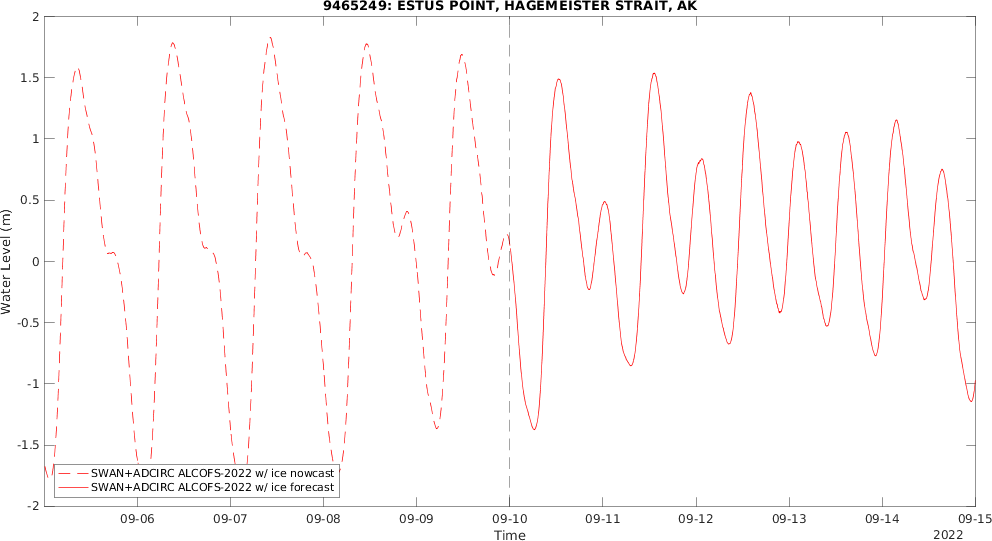 9465249: ESTUS POINT, HAGEMEISTER STRAIT, AK
Water Level (m)
2
1.5
1
0.5
0
-0.5
-1
-1.5
-2
SWAN+ADCIRC ALCOFS-2022 w/ ice nowcast
SWAN+ADCIRC ALCOFS-2022 w/ ice forecast
09-06 09-07 09-08 09-09 09-10 09-11 09-12 09-13 09-14 09-15
Time
2022